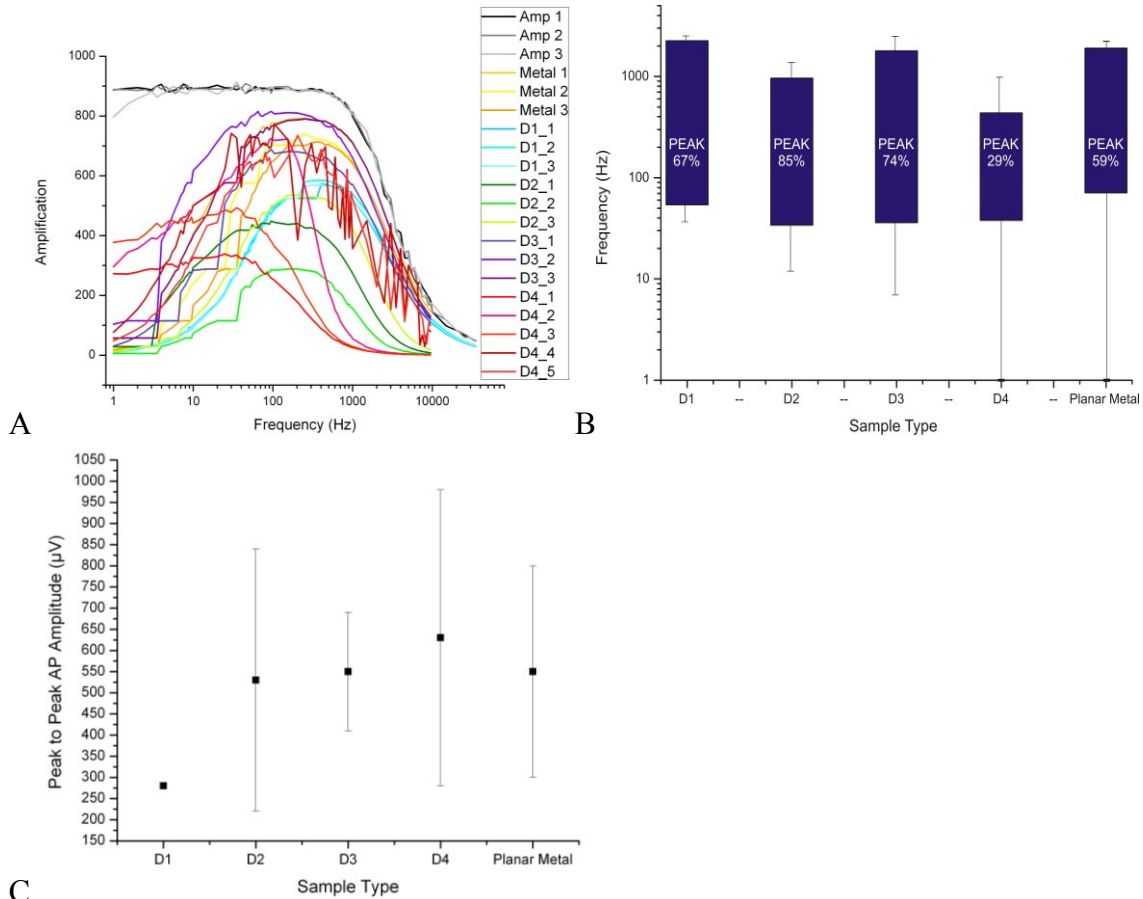 Amp 1
Amp 2
Amp 3
Metal 1
Metal 2
Metal 3
D1_1
D1_2
D1_3
D2_1
D2_2
D2_3
D3_1
D3_2
D3_3
D4_1
D4_2
D4_3
D4_4
D4_5
1000
800
600
400
200
0
Amplification
1 10 100 1000 10000
Frequency (Hz)
A
1000
100
10
1
Frequency (Hz)
PEAK
67%
PEAK
85%
PEAK
74%
PEAK
29%
PEAK
59%
D1 -- D2 -- D3 -- D4 -- Planar Metal
Sample Type
B
1050
1000
950
900
850
800
750
700
650
600
550
500
450
400
350
300
250
200
150
Peak to Peak AP Amplitude (µV)
D1 D2 D3 D4 Planar Metal
Sample Type
C